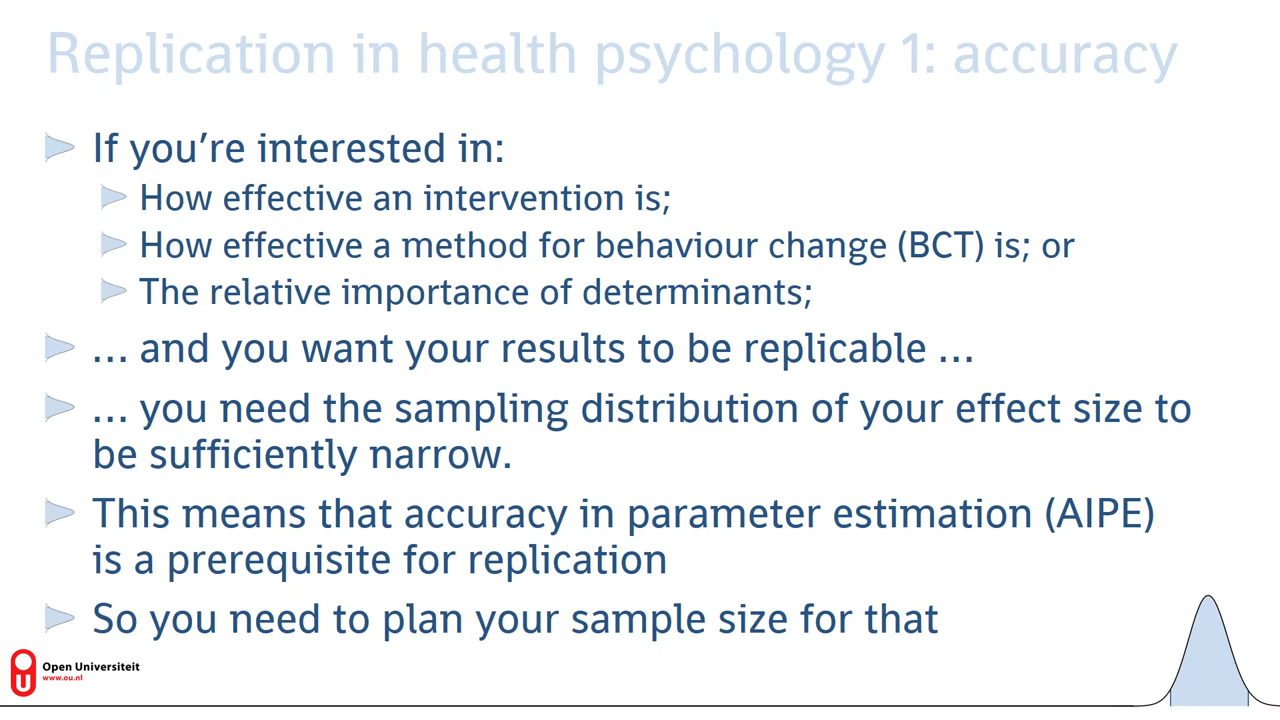 Replication in health psychology 1: accuracy
If you’re interested in:
How effective an intervention is;
How effective a method for behaviour change (BCT) is; or
The relative importance of determinants;
... and you want your results to be replicable ...
... you need the sampling distribution of your effect size to
be sufficiently narrow.
This means that accuracy in parameter estimation (AIPE)
is a prerequisite for replication
So you need to plan your sample size for that
Open Universiteit
www.ou.nl